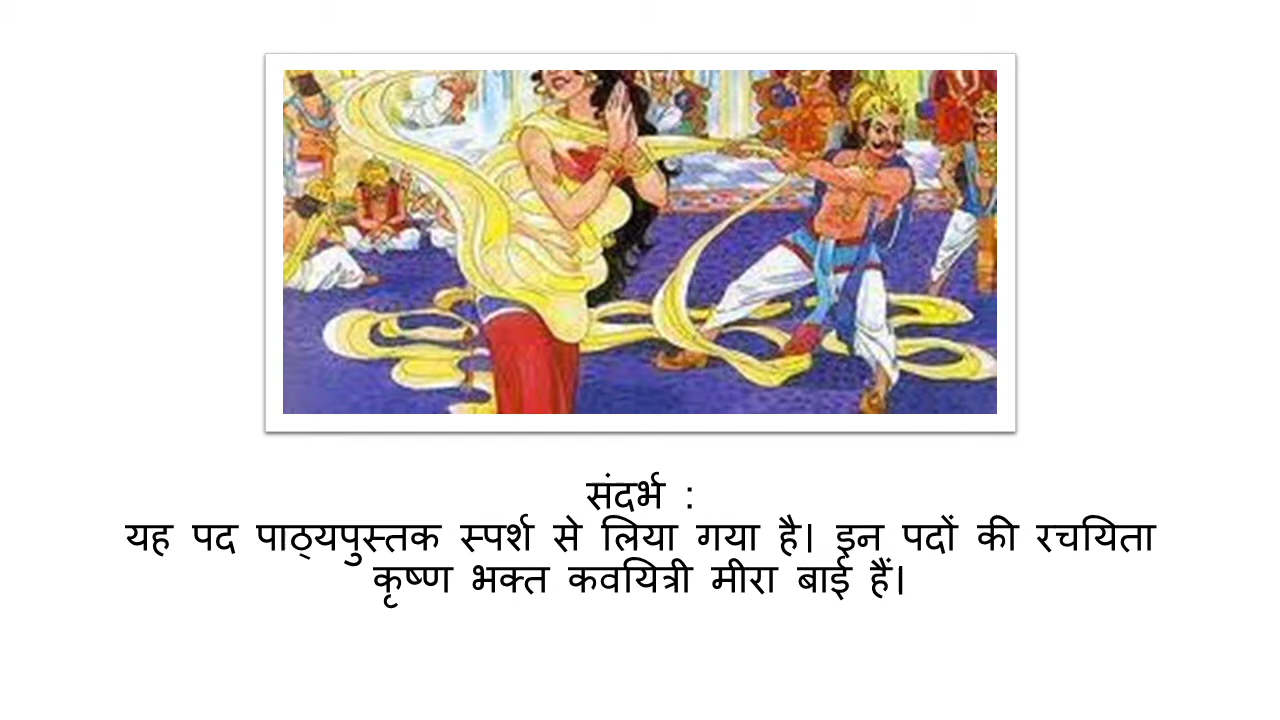 संदर्भ :
यह पद पाठ्यपुस्तक स्पर्श से लिया गया है। इन पदों की रचयिता
कृष्ण भक्त कवयित्री मीरा बाई हैं।